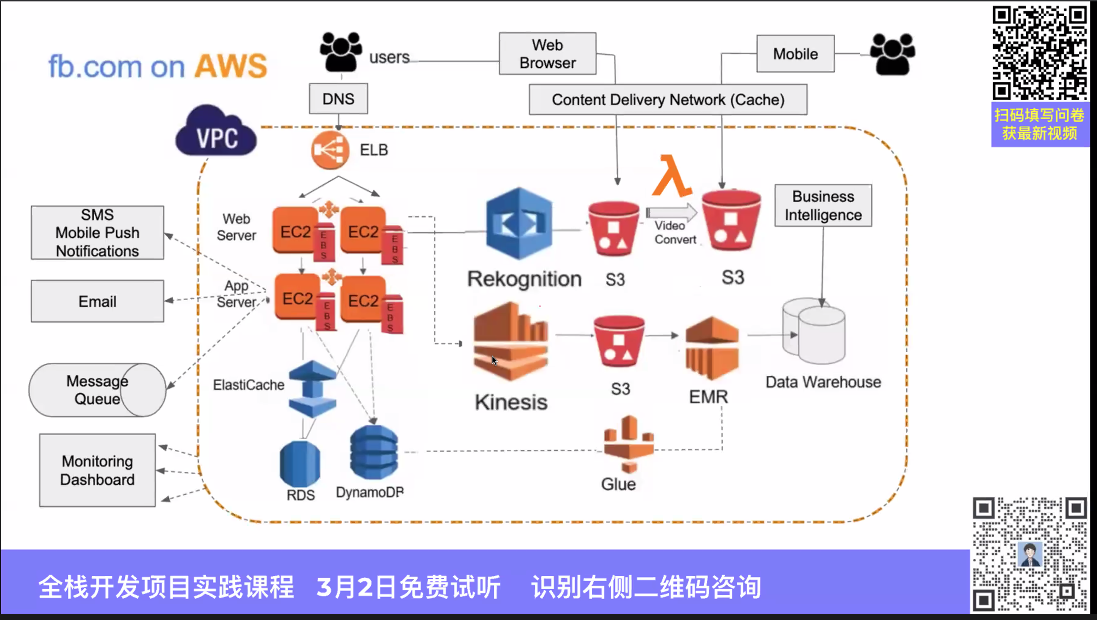 fb.com on AWS
users
Web
Browser
Mobile
DNS
Content Delivery Network (Cache)
扫码填写问卷
获最新视频
VPC
ELB
λ
Video
Convert
Business
Intelligence
SMS
Mobile Push
Notifications
Web
Server
EC2
EBS
EC2
EBS
Rekognition
S3
S3
Email
App
Server
EC2
EBS
EC2
EBS
Kinesis
S3
EMR
Data Warehouse
Message
Queue
ElastiCache
Monitoring
Dashboard
RDS
DynamoDB
Glue
全栈开发项目实践课程 3月2日免费试听 识别右侧二维码咨询